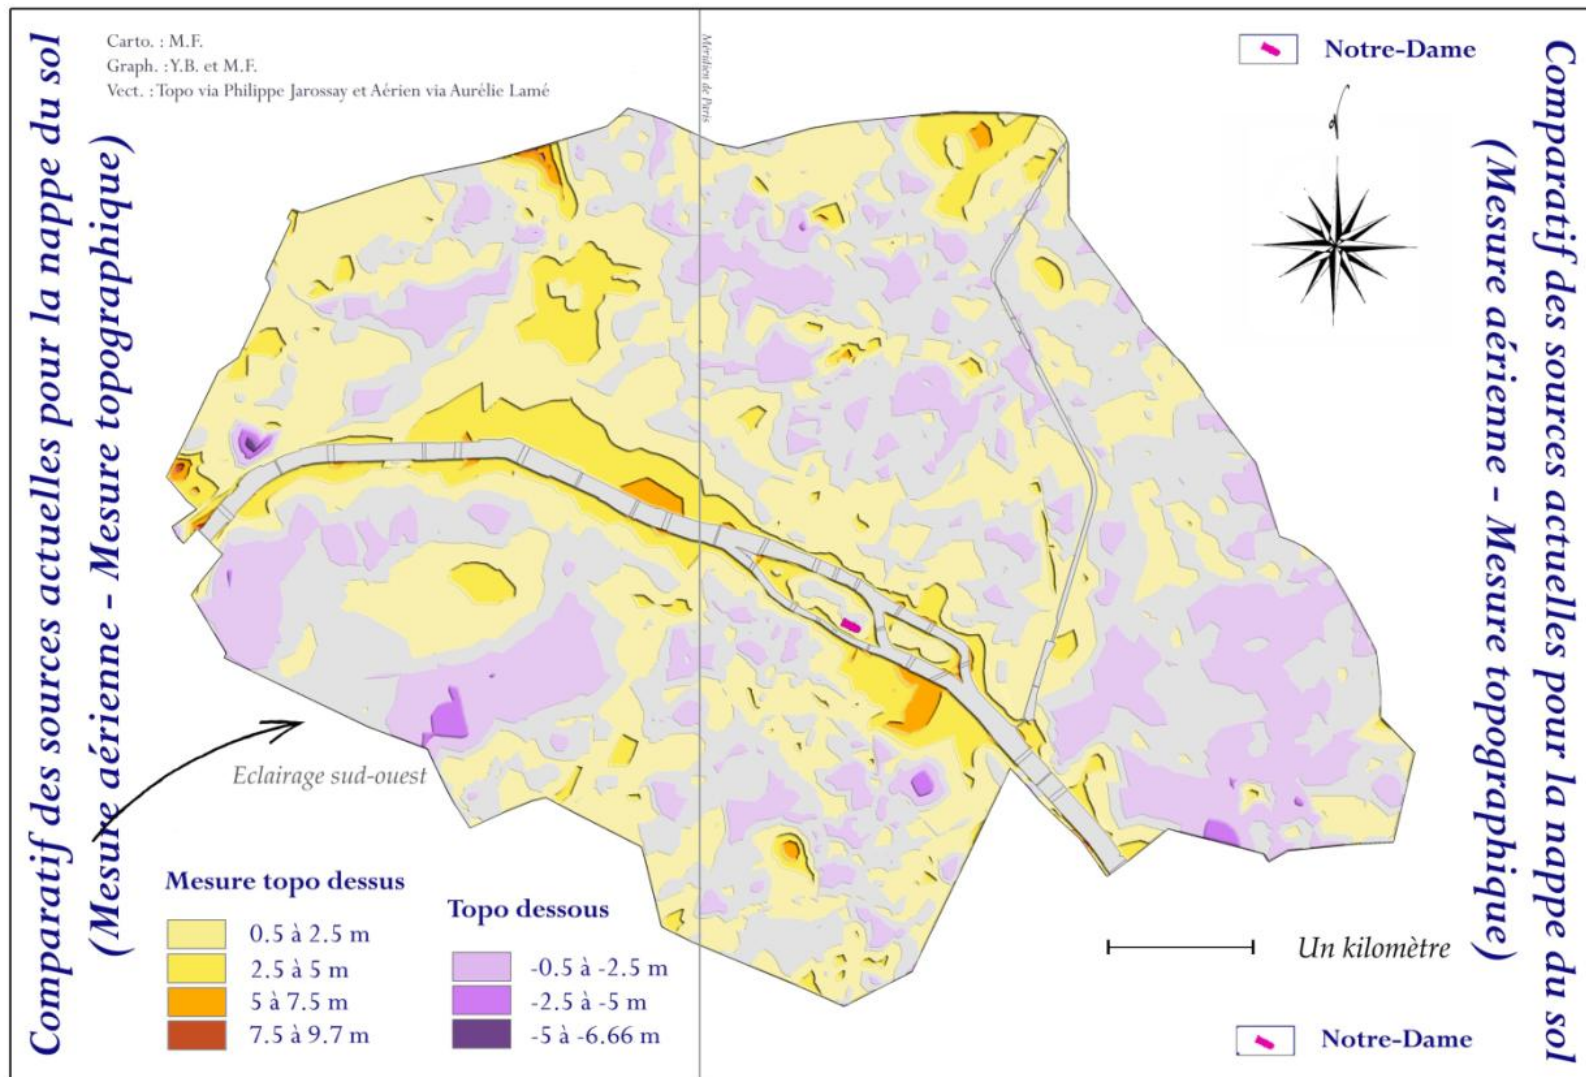 Comparatif des sources actuelles pour la nappe du sol
(Mesure aérienne - Mesure topographique)
Carto. : M.F.
Graph. :Y.B. et M.F.
Vect. : Topo via Philippe Jarossay et Aérien via Aurélie Lamé
Méridien de Paris
Notre-Dame
Comparatif des sources actuelles pour la nappe du sol
(Mesure aérienne - Mesure topographique)
Eclairage sud-ouest
Mesure topo dessus
0.5 à 2.5 m
2.5 à 5 m
5 à 7.5 m
7.5 à 9.7 m
Topo dessous
-0.5 à -2.5 m
-2.5 à -5 m
-5 à -6.66 m
Un kilomètre
Notre-Dame